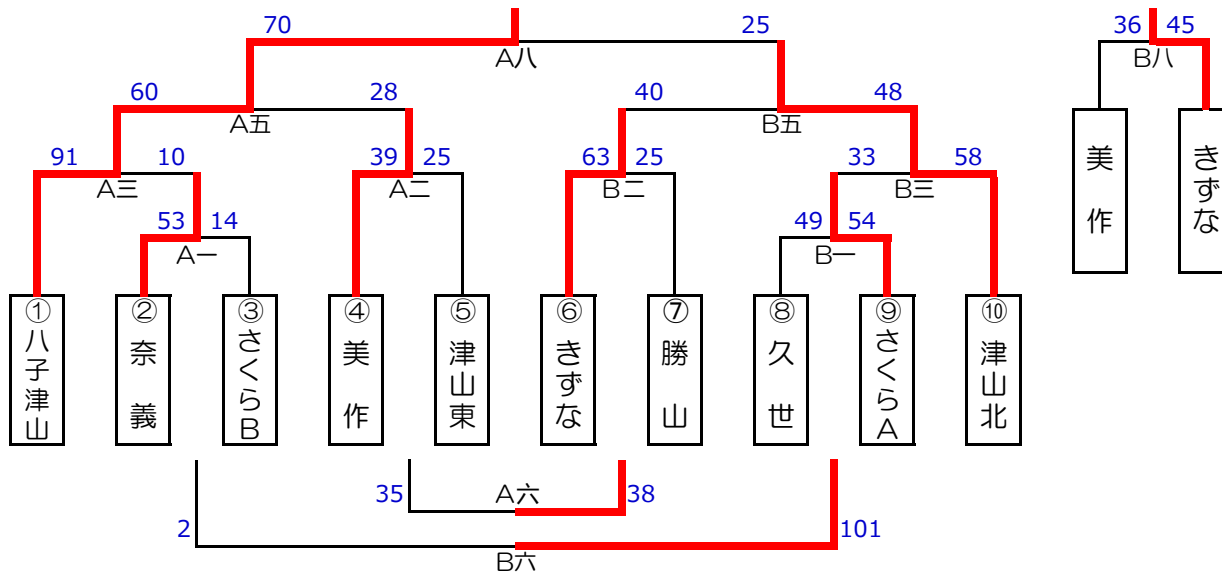 70 25 36 45
A八 B八
60 28 40 48
A五 B五
91 10 39 25 63 25 33 58
A三 A二 B二 B三
53 14 49 54
A一 B一
① 八子津山
② 奈義
③ さくらB
④ 美作
⑤ 津山東
⑥ きずな
⑦ 勝山
⑧ 久世
⑨ さくらA
⑩ 津山北
美作
きずな
35 A六 38
2 B六 101